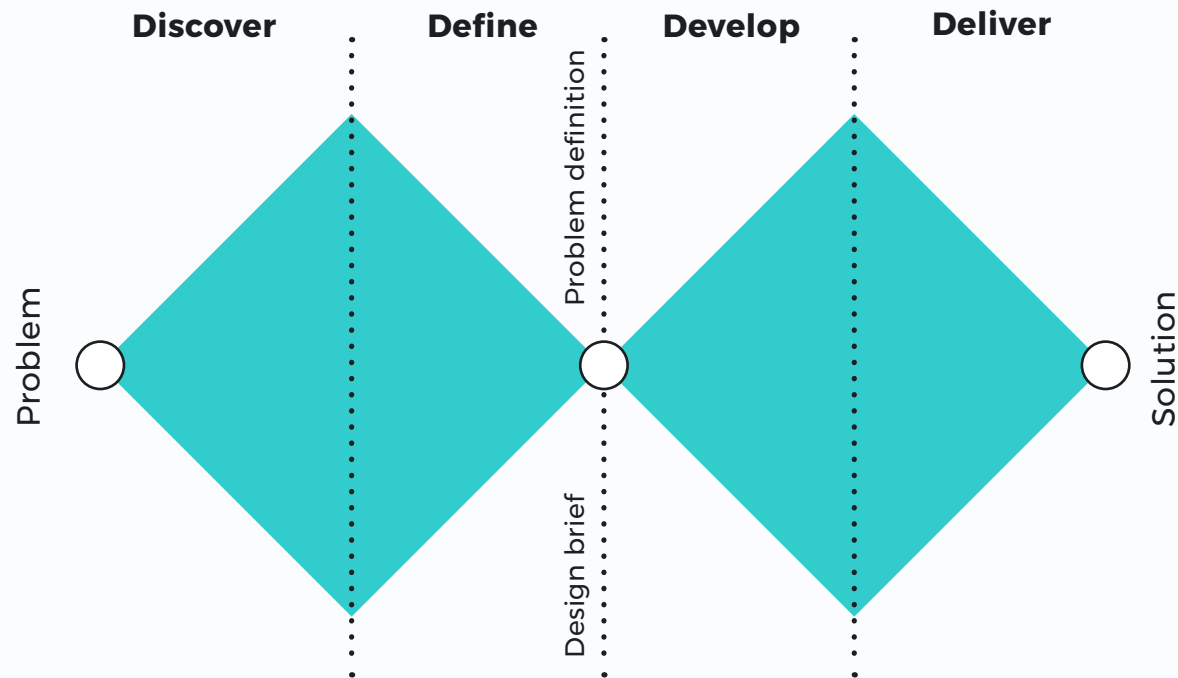 Discover
Define
Develop
Deliver
Problem
Problem definition
Design brief
Solution